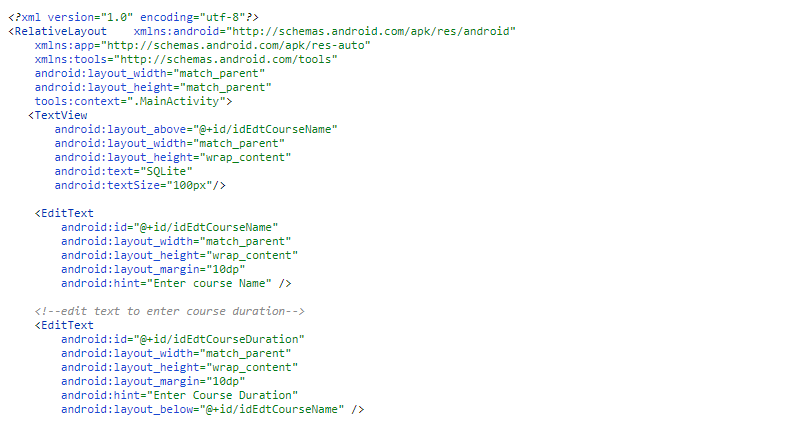 <?xml version="1.0" encoding="utf-8"?>
<RelativeLayout    xmlns:android="http://schemas.android.com/apk/res/android"
    xmlns:app="http://schemas.android.com/apk/res-auto"
    xmlns:tools="http://schemas.android.com/tools"
    android:layout_width="match_parent"
    android:layout_height="match_parent"
    tools:context=".MainActivity">
   <TextView
       android:layout_above="@+id/idEdtCourseName"
       android:layout_width="match_parent"
       android:layout_height="wrap_content"
       android:text="SQLite"
       android:textSize="100px"/>

    <EditText
        android:id="@+id/idEdtCourseName"
        android:layout_width="match_parent"
        android:layout_height="wrap_content"
        android:layout_margin="10dp"
        android:hint="Enter course Name" />

    <!--edit text to enter course duration-->
    <EditText
        android:id="@+id/idEdtCourseDuration"
        android:layout_width="match_parent"
        android:layout_height="wrap_content"
        android:layout_margin="10dp"
        android:hint="Enter Course Duration"
        android:layout_below="@+id/idEdtCourseName" />